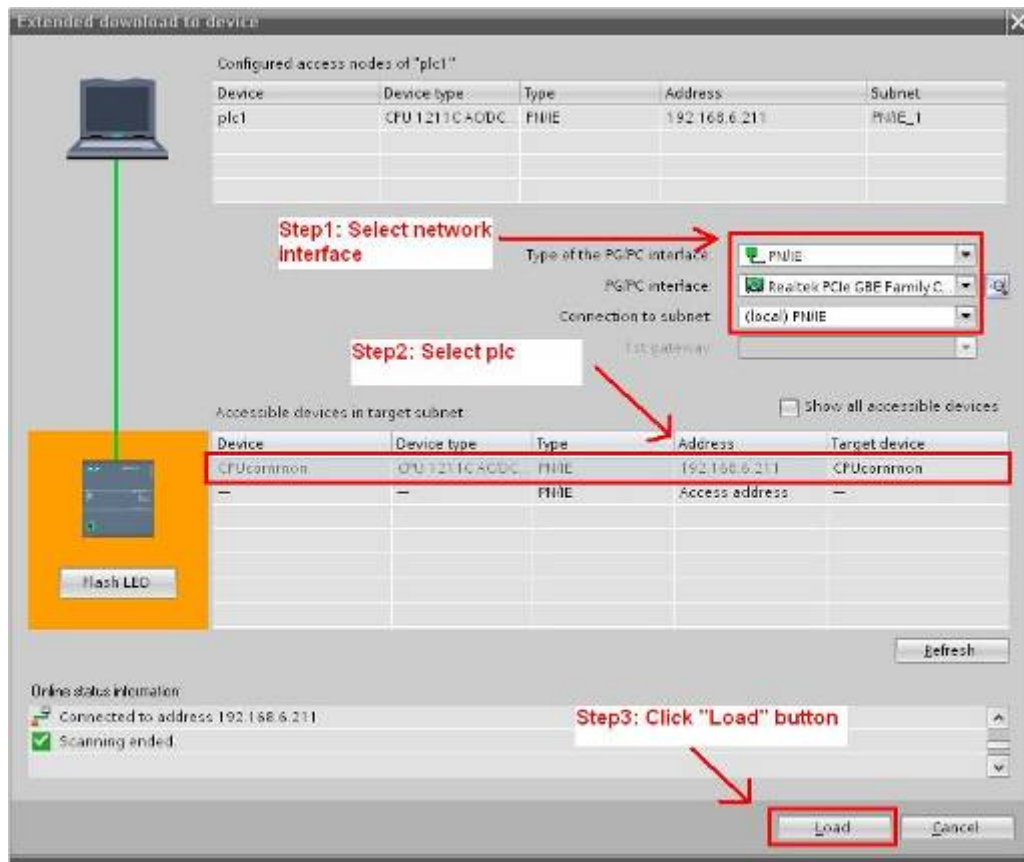 Extended download to device
Configured access nodes of "plc1"
Device Device type Type Address Subnet
plc1 CPU 1211C AC/DC... PN/IE 192.168.6.211 PN/IE_1
Step1: Select network
interface
Type of the PG/PC interface: PN/IE
PG/PC interface: Realtek PCIe GBE Family C...
Connection to subnet: (local) PN/IE
1st gateway:
Step2: Select plc
Show all accessible devices
Accessible devices in target subnet:
Device Device type Type Address Target device
CPUcommon CPU 1211C AC/DC... PN/IE 192.168.6.211 CPUcommon
— — PN/IE Access address —
Flash LED
Refresh
Online status information
Connected to address 192.168.6.211
Scanning ended
Step3: Click "Load" button
Load Cancel